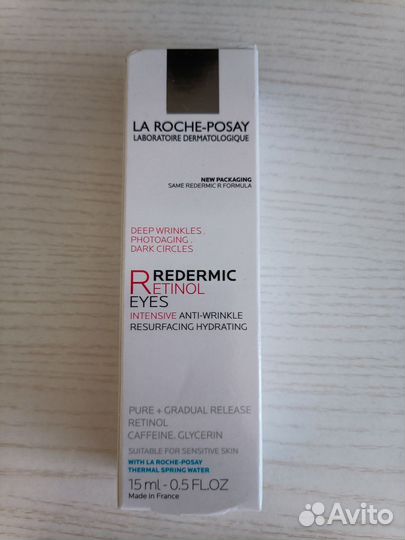 LA ROCHE-POSAY
LABORATOIRE DERMATOLOGIQUE
NEW PACKAGING
SAME REDERMIC R FORMULA
DEEP WRINKLES,
PHOTOAGING,
DARK CIRCLES
REDERMIC
RETINOL
EYES
INTENSIVE ANTI-WRINKLE
RESURFACING HYDRATING
PURE + GRADUAL RELEASE
RETINOL
CAFFEINE, GLYCERIN
SUITABLE FOR SENSITIVE SKIN
WITH LA ROCHE-POSAY
THERMAL SPRING WATER
15 ml - 0.5 FL.OZ
Made in France
Avito